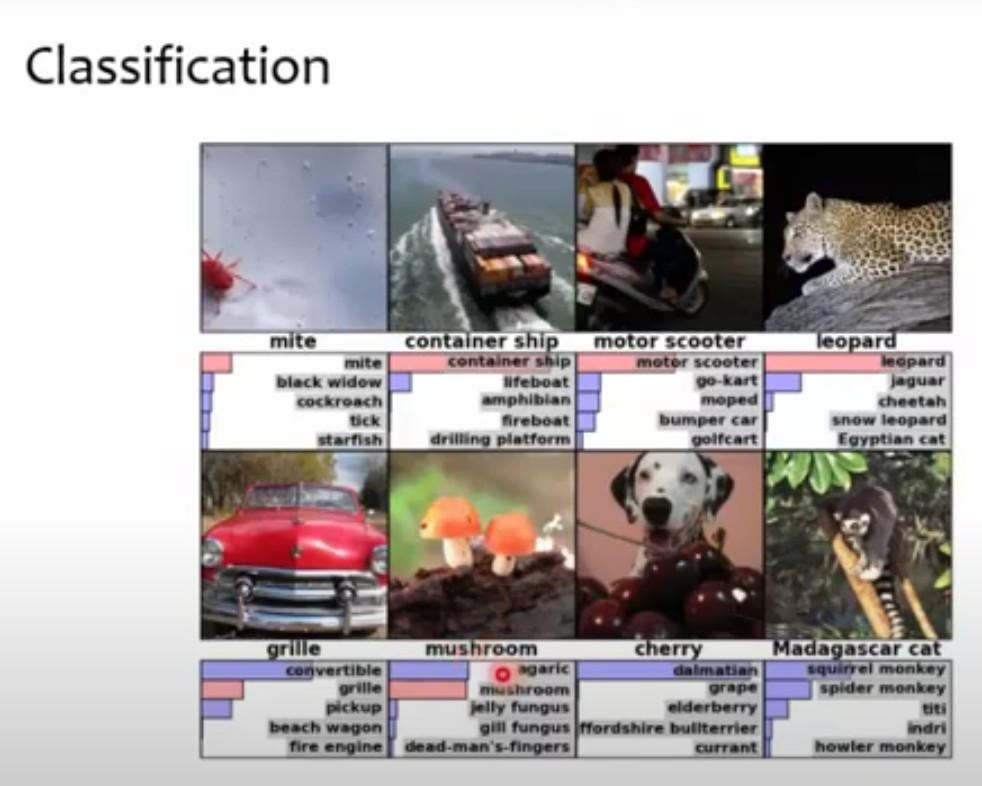 Classification
mite
container ship
motor scooter
leopard
mite
black widow
cockroach
tick
starfish
container ship
lifeboat
amphibian
fireboat
drilling platform
motor scooter
go-kart
moped
bumper car
golfcart
leopard
jaguar
cheetah
snow leopard
Egyptian cat
grille
mushroom
cherry
Madagascar cat
convertible
grille
pickup
beach wagon
fire engine
agaric
mushroom
jelly fungus
gill fungus
dead-man's-fingers
dalmatian
grape
elderberry
ffordshire bullterrier
currant
squirrel monkey
spider monkey
titi
indri
howler monkey